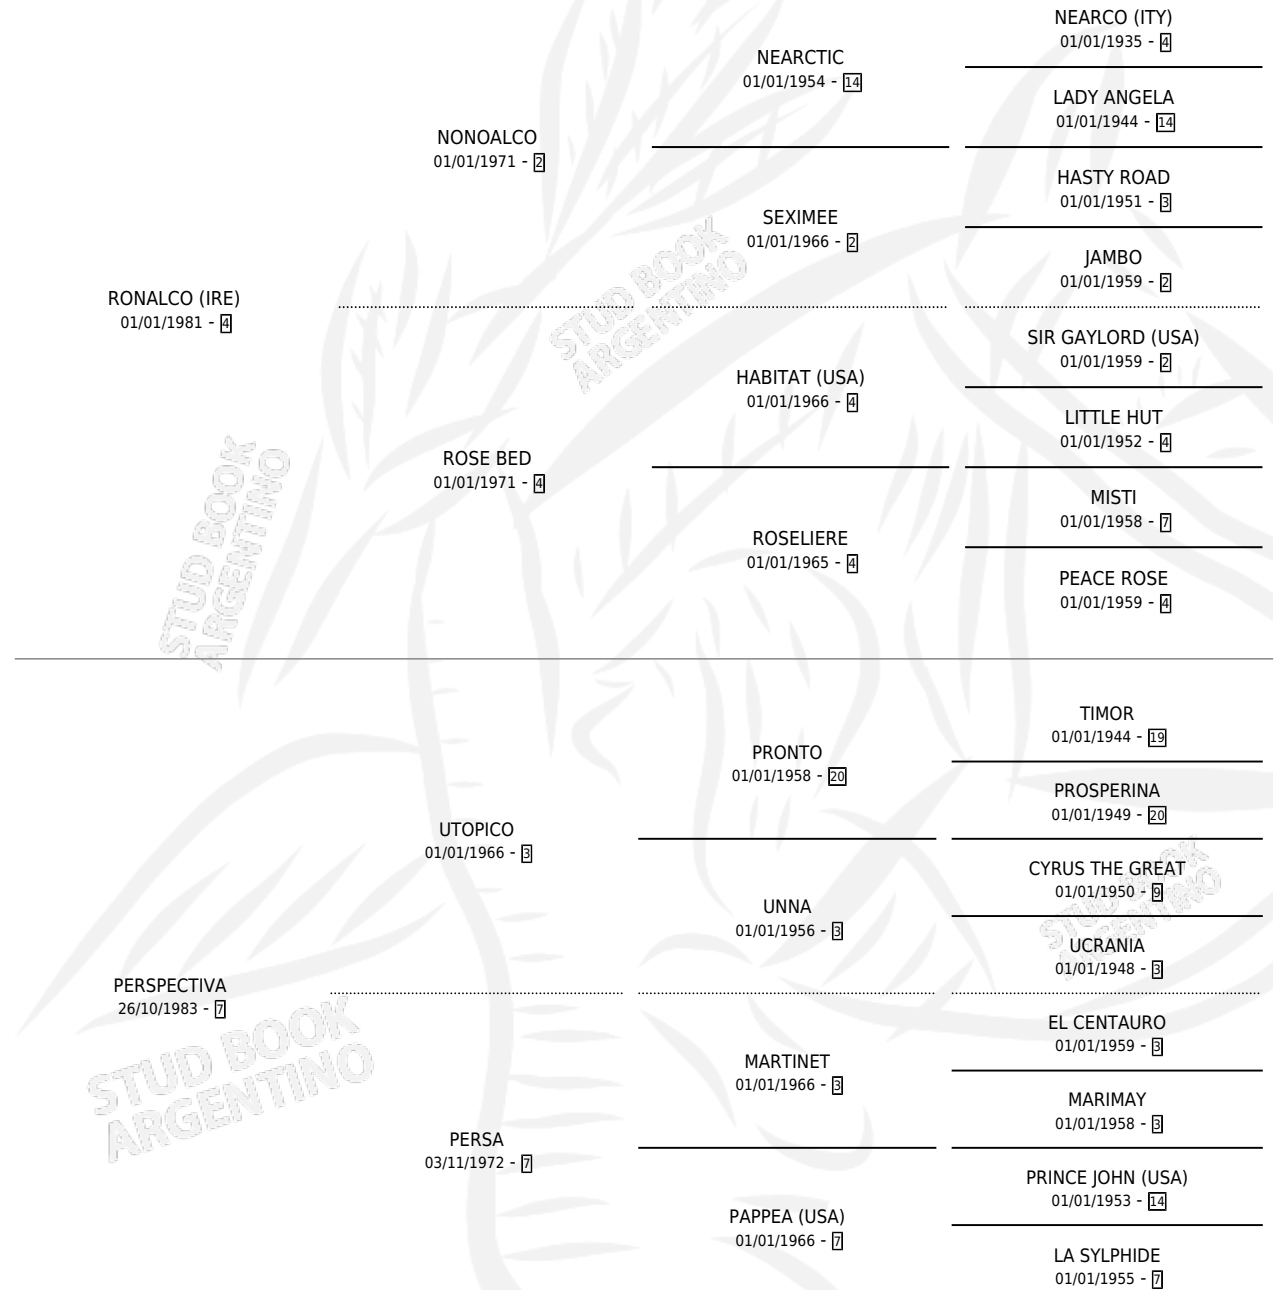 NEARCO (ITY)
01/01/1935 - 4
NEARCTIC
01/01/1954 - 14
LADY ANGELA
01/01/1944 - 14
NONOALCO
01/01/1971 - 2
HASTY ROAD
01/01/1951 - 3
SEXIMEE
01/01/1966 - 2
JAMBO
01/01/1959 - 2
RONALCO (IRE)
01/01/1981 - 4
SIR GAYLORD (USA)
01/01/1959 - 2
HABITAT (USA)
01/01/1966 - 4
LITTLE HUT
01/01/1952 - 4
ROSE BED
01/01/1971 - 4
MISTI
01/01/1958 - 7
ROSELIERE
01/01/1965 - 4
PEACE ROSE
01/01/1959 - 4
TIMOR
01/01/1944 - 19
PRONTO
01/01/1958 - 20
PROSPERINA
01/01/1949 - 20
UTOPICO
01/01/1966 - 3
CYRUS THE GREAT
01/01/1950 - 9
UNNA
01/01/1956 - 3
UCRANIA
01/01/1948 - 3
PERSPECTIVA
26/10/1983 - 7
EL CENTAURO
01/01/1959 - 3
MARTINET
01/01/1966 - 3
MARIMAY
01/01/1958 - 3
PERSA
03/11/1972 - 7
PRINCE JOHN (USA)
01/01/1953 - 14
PAPPEA (USA)
01/01/1966 - 7
LA SYLPHIDE
01/01/1955 - 7
STUD BOOK
ARGENTINO
STUD BOOK
ARGENTINO
STUD BOOK
ARGENTINO
STUD BOOK
ARGENTINO